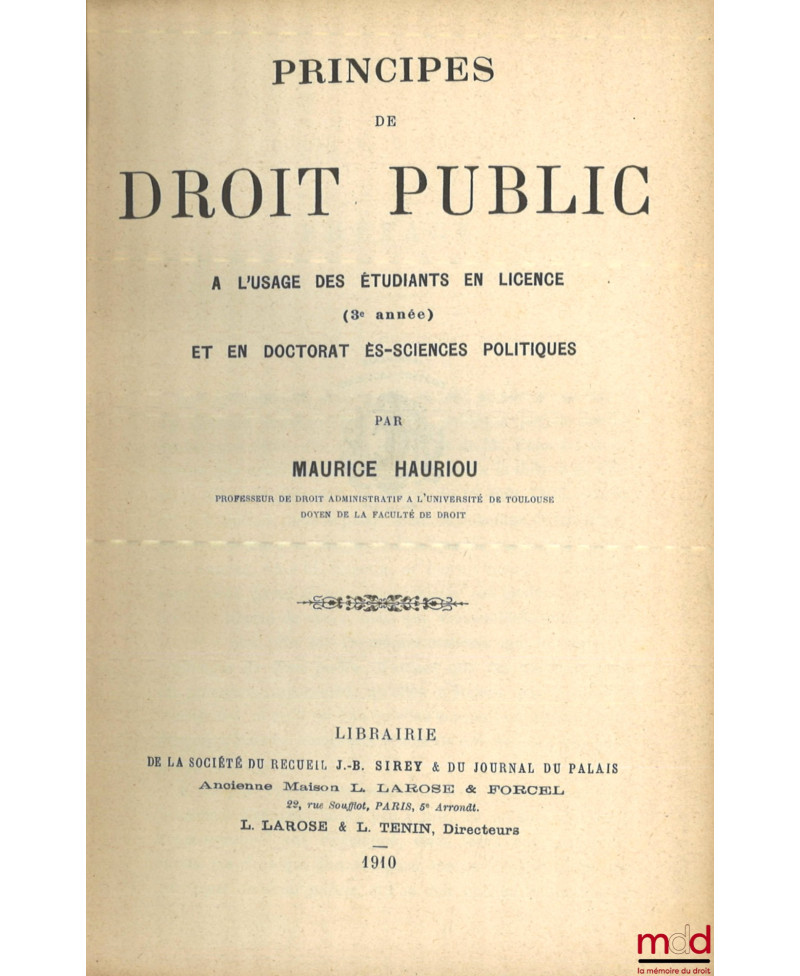 PRINCIPES
DE
DROIT PUBLIC
A L'USAGE DES ÉTUDIANTS EN LICENCE
(3e année)
ET EN DOCTORAT ÈS-SCIENCES POLITIQUES
PAR
MAURICE HAURIOU
PROFESSEUR DE DROIT ADMINISTRATIF A L'UNIVERSITÉ DE TOULOUSE
DOYEN DE LA FACULTÉ DE DROIT
LIBRAIRIE
DE LA SOCIÉTÉ DU RECUEIL J.-B. SIREY & DU JOURNAL DU PALAIS
Ancienne Maison L. LAROSE & FORCEL
22, rue Soufflot, PARIS, 5e Arrondt.
L. LAROSE & L. TENIN, Directeurs
1910
mdd
la mémoire du droit